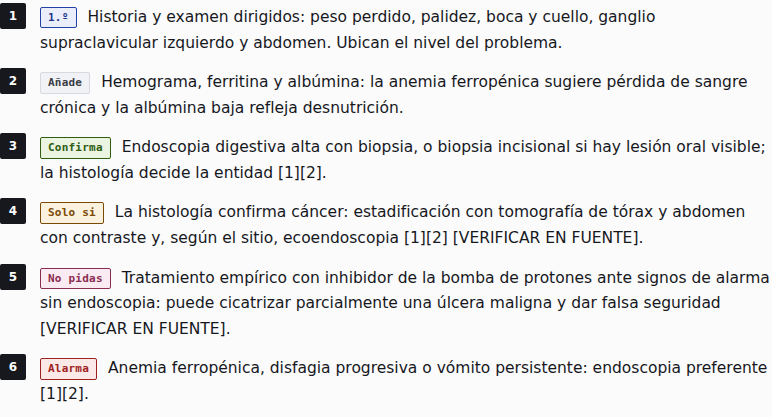 1 1.º Historia y examen dirigidos: peso perdido, palidez, boca y cuello, ganglio
supraclavicular izquierdo y abdomen. Ubican el nivel del problema.
2 Añade Hemograma, ferritina y albúmina: la anemia ferropénica sugiere pérdida de sangre
crónica y la albúmina baja refleja desnutrición.
3 Confirma Endoscopia digestiva alta con biopsia, o biopsia incisional si hay lesión oral visible;
la histología decide la entidad [1][2].
4 Solo si La histología confirma cáncer: estadificación con tomografía de tórax y abdomen
con contraste y, según el sitio, ecoendoscopia [1][2] [VERIFICAR EN FUENTE].
5 No pidas Tratamiento empírico con inhibidor de la bomba de protones ante signos de alarma
sin endoscopia: puede cicatrizar parcialmente una úlcera maligna y dar falsa seguridad
[VERIFICAR EN FUENTE].
6 Alarma Anemia ferropénica, disfagia progresiva o vómito persistente: endoscopia preferente
[1][2].